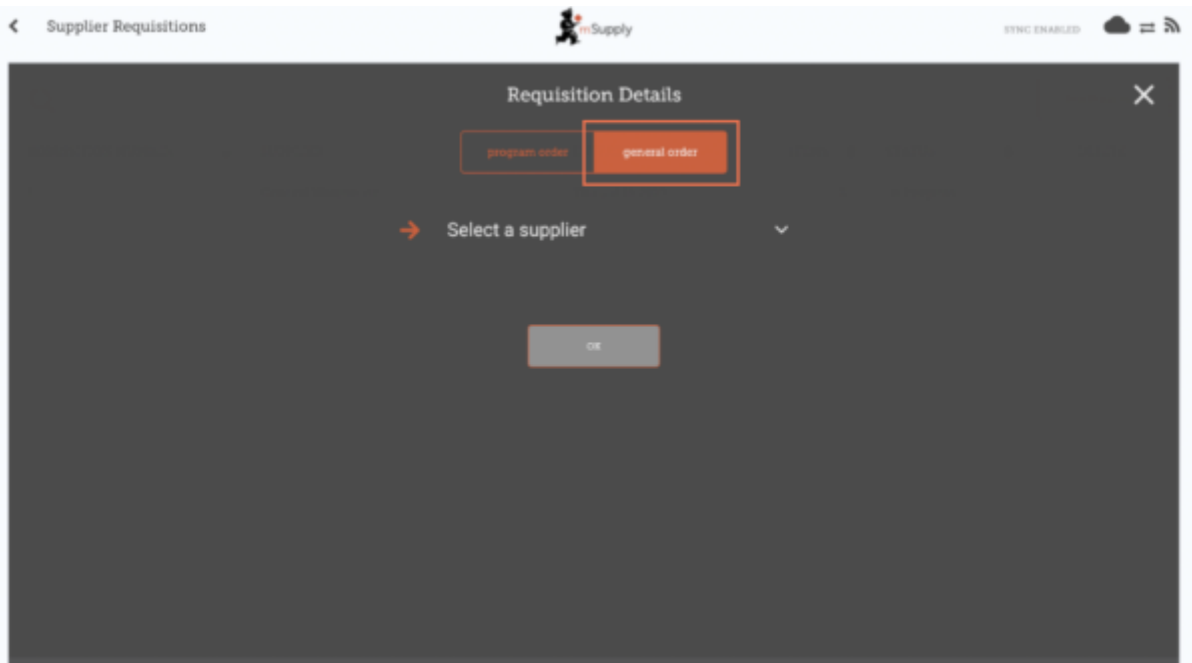 Supplier Requisitions
mSupply
SYNC ENABLED
Requisition Details
program order
general order
Select a supplier
OK